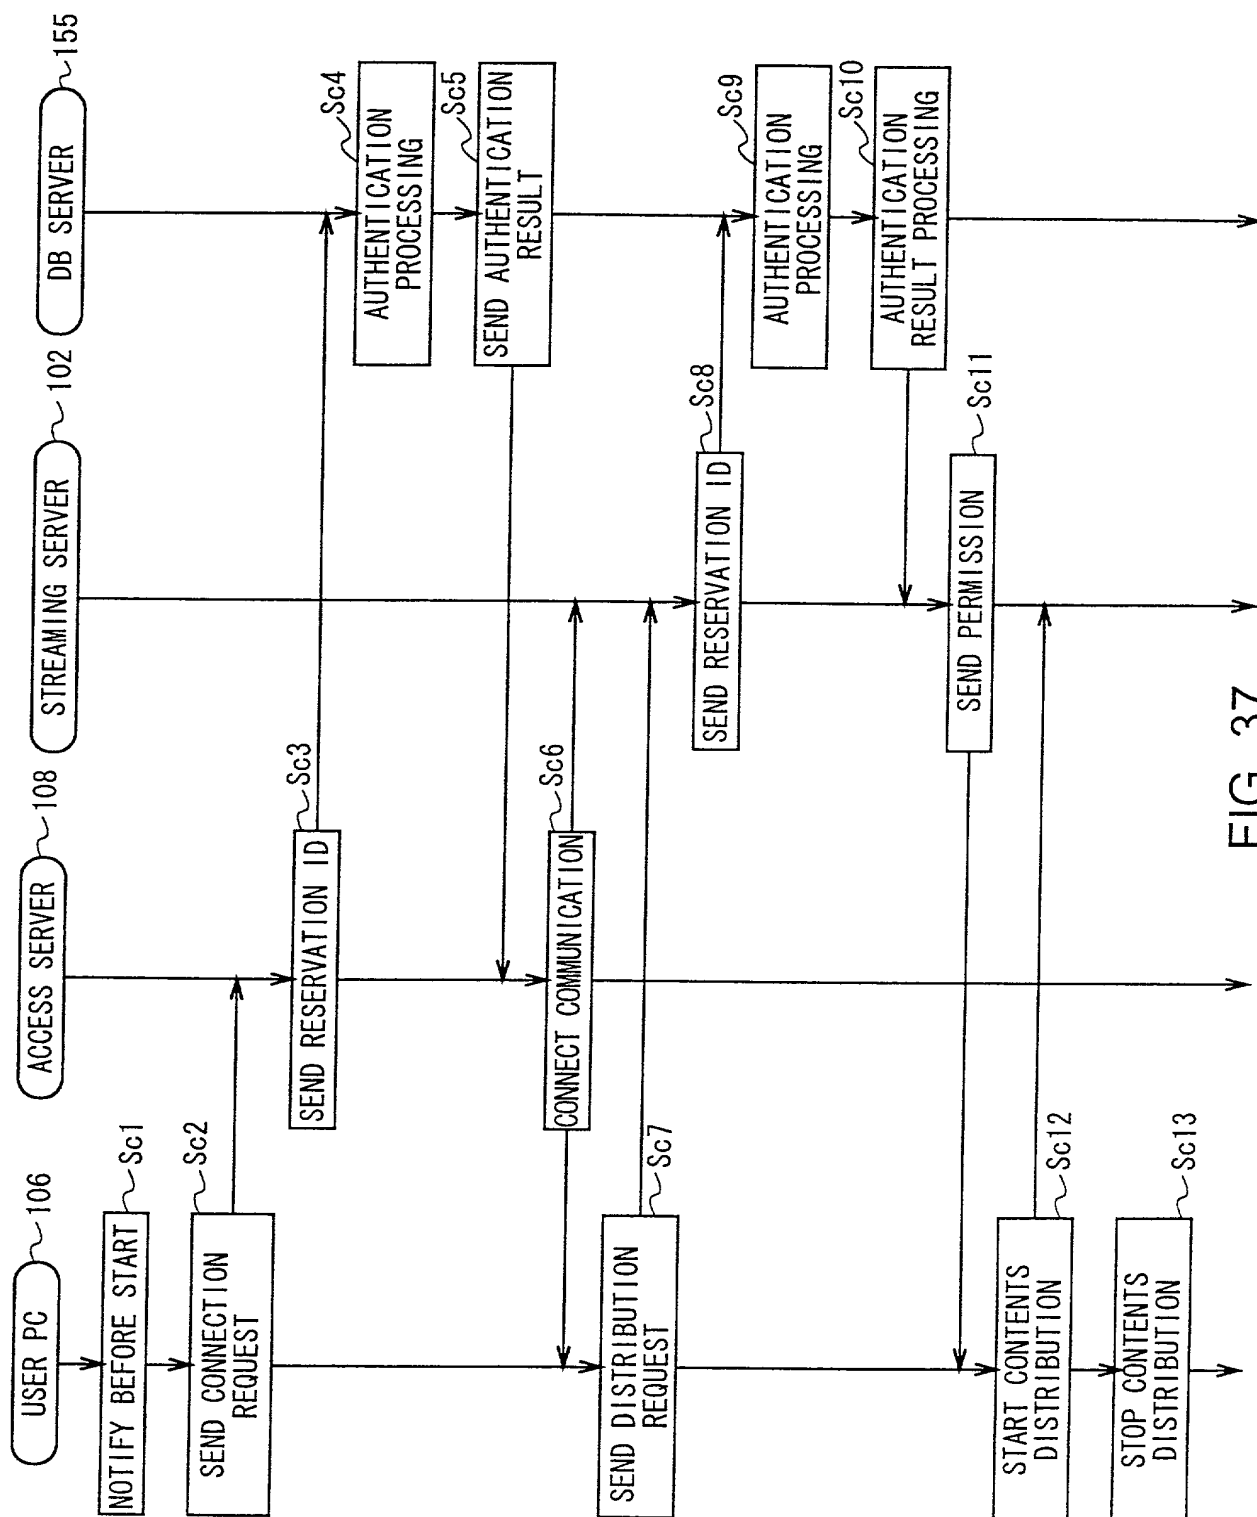 USER PC
106
ACCESS SERVER
108
STREAMING SERVER
102
DB SERVER
155
NOTIFY BEFORE START
Sc1
SEND CONNECTION
REQUEST
Sc2
SEND RESERVATION ID
Sc3
AUTHENTICATION
PROCESSING
Sc4
SEND AUTHENTICATION
RESULT
Sc5
CONNECT COMMUNICATION
Sc6
SEND DISTRIBUTION
REQUEST
Sc7
SEND RESERVATION ID
Sc8
AUTHENTICATION
PROCESSING
Sc9
AUTHENTICATION
RESULT PROCESSING
Sc10
SEND PERMISSION
Sc11
START CONTENTS
DISTRIBUTION
Sc12
STOP CONTENTS
DISTRIBUTION
Sc13
FIG. 37